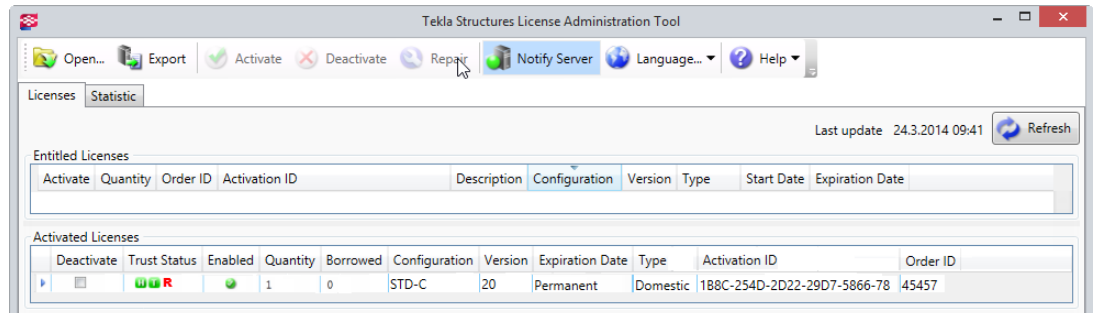 Tekla Structures License Administration Tool
Open... Export Activate Deactivate Repair Notify Server Language... Help
Licenses Statistic
Last update 24.3.2014 09:41 Refresh
Entitled Licenses
Activate Quantity Order ID Activation ID Description Configuration Version Type Start Date Expiration Date
Activated Licenses
Deactivate Trust Status Enabled Quantity Borrowed Configuration Version Expiration Date Type Activation ID Order ID
W T R 1 0 STD-C 20 Permanent Domestic 1B8C-254D-2D22-29D7-5866-78 45457